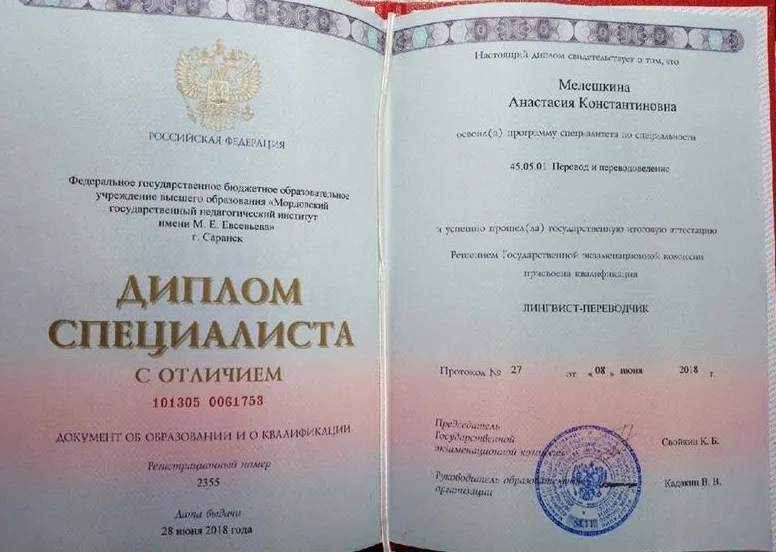 РОССИЙСКАЯ ФЕДЕРАЦИЯ
Федеральное государственное бюджетное образовательное
учреждение высшего образования «Мордовский
государственный педагогический институт
имени М. Е. Евсевьева»
г. Саранск
ДИПЛОМ
СПЕЦИАЛИСТА
С ОТЛИЧИЕМ
101305 0061753
ДОКУМЕНТ ОБ ОБРАЗОВАНИИ И О КВАЛИФИКАЦИИ
Регистрационный номер
2355
Дата выдачи
28 июня 2018 года
Настоящий диплом свидетельствует о том, что
Мелешкина
Анастасия Константиновна
освоил(а) программу специалитета по специальности
45.05.01 Перевод и переводоведение
и успешно прошел(ла) государственную итоговую аттестацию
Решением Государственной экзаменационной комиссии
присвоена квалификация
ЛИНГВИСТ-ПЕРЕВОДЧИК
Протокол № 27 от «08» июня 2018 г.
Председатель
Государственной
экзаменационной комиссии Свойкин К. Б.
Руководитель образовательной
организации Кадакин В. В.